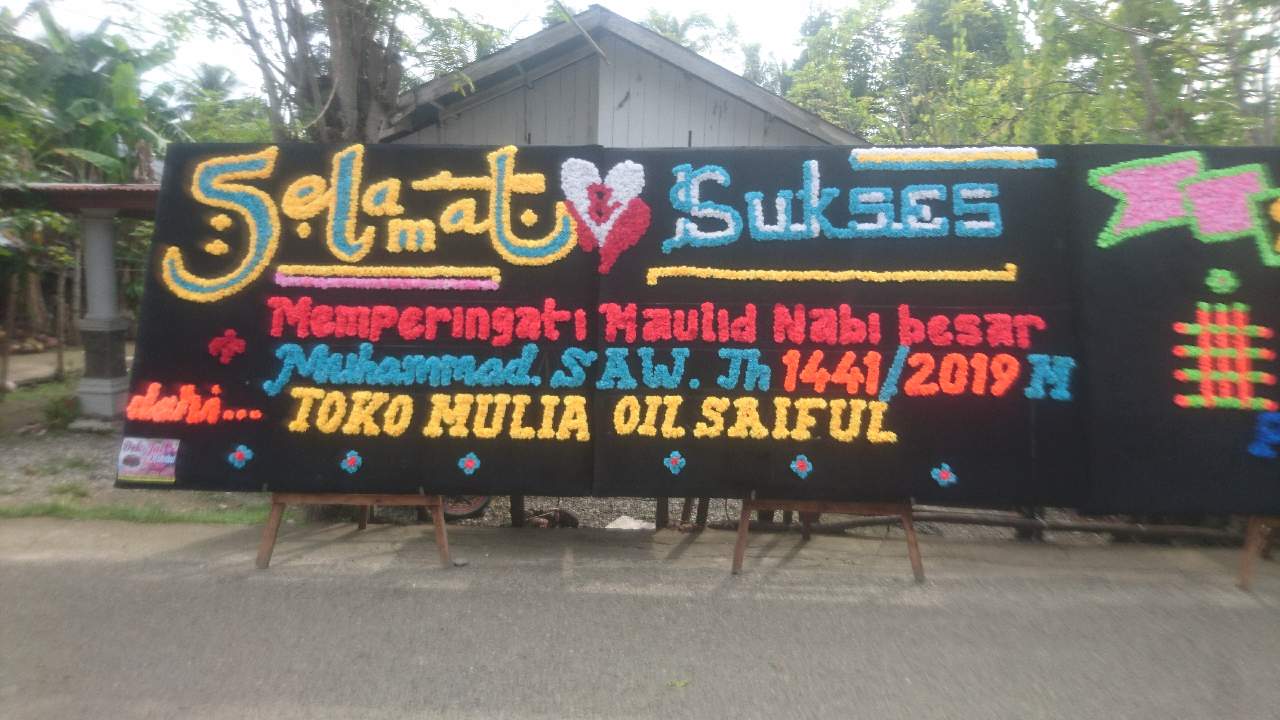 Selamat & Sukses
Memperingati Maulid Nabi besar
Muhammad. SAW. Th 1441/2019 M
dari...
TOKO MULIA OIL SAIFUL